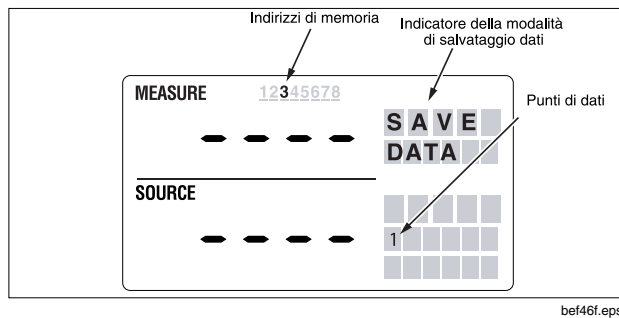 Indirizzi di memoria
Indicatore della modalità
di salvataggio dati
Punti di dati
MEASURE 12345678
SAVE
DATA
– – – –
SOURCE
– – – –
1
bef46f.eps